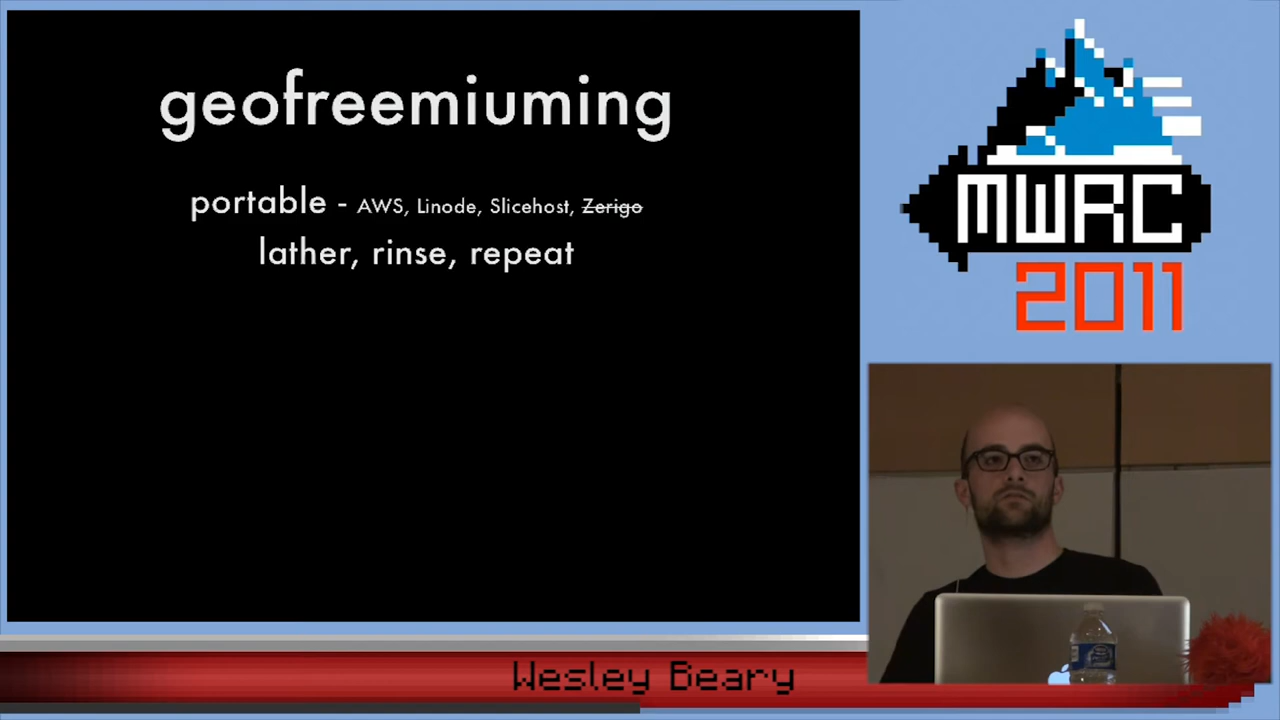 geofreemiuming
portable - AWS, Linode, Slicehost, Zerigo
lather, rinse, repeat
MWRC
2011
Wesley Beary